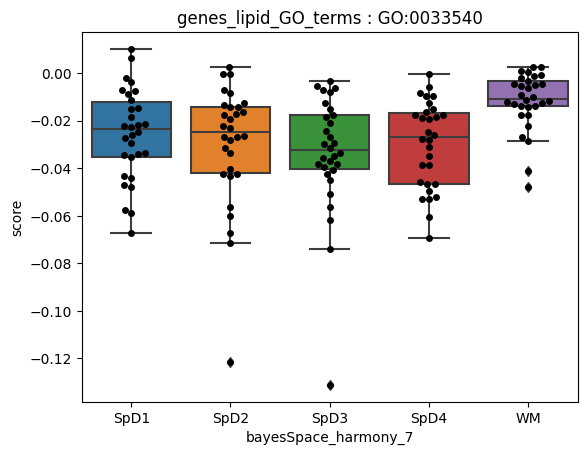 genes_lipid_GO_terms : GO:0033540
0.00
−0.02
−0.04
−0.06
−0.08
−0.10
−0.12
score
SpD1 SpD2 SpD3 SpD4 WM
bayesSpace_harmony_7